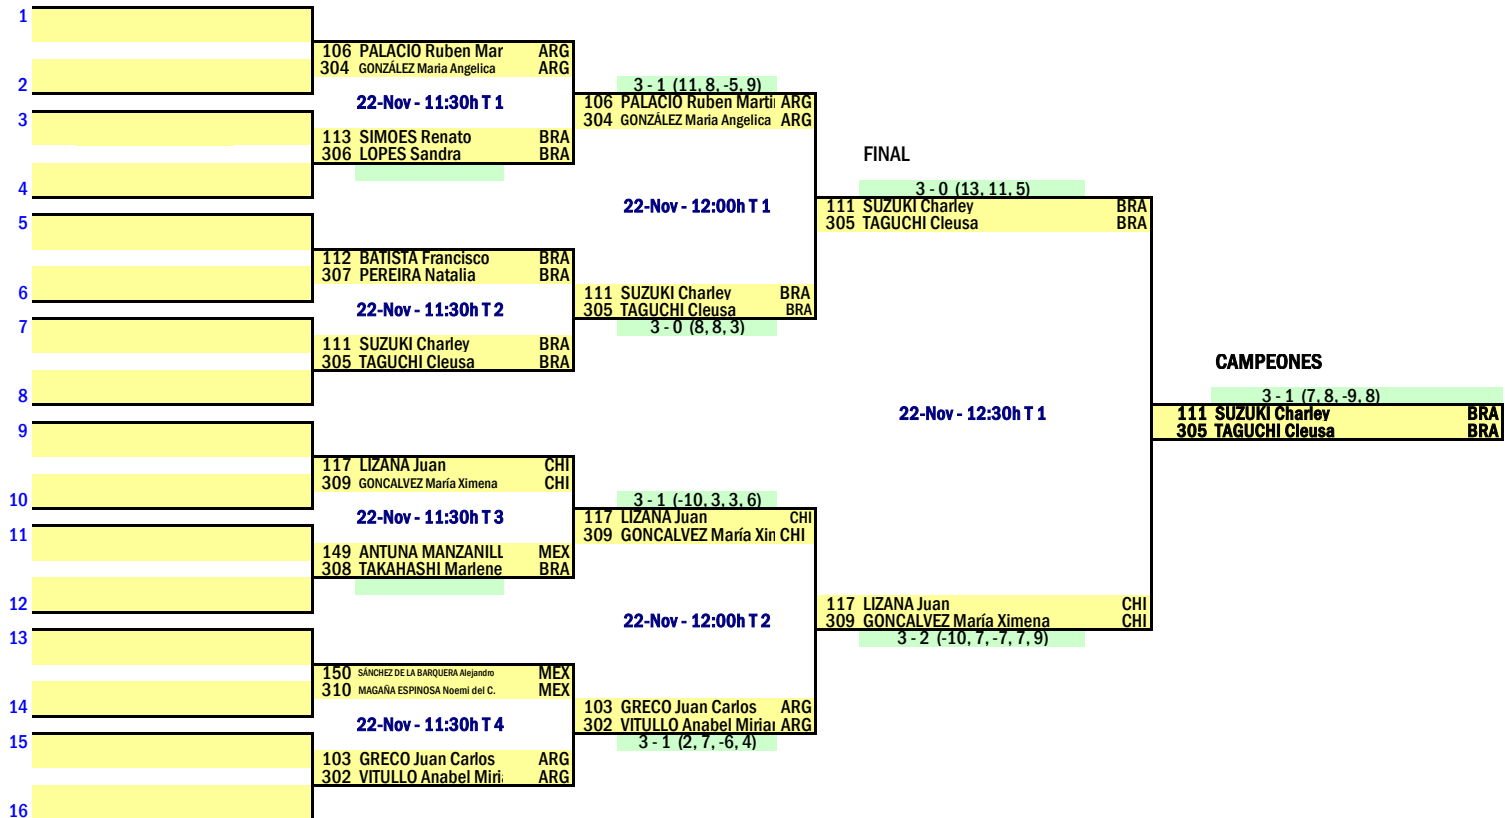 1
106 PALACIO Ruben Mar ARG
304 GONZÁLEZ Maria Angelica ARG
2
3 - 1 (11, 8, -5, 9)
22-Nov - 11:30h T 1
106 PALACIO Ruben Marti ARG
304 GONZÁLEZ Maria Angelica ARG
3
113 SIMOES Renato BRA
306 LOPES Sandra BRA
FINAL
4
3 - 0 (13, 11, 5)
22-Nov - 12:00h T 1
111 SUZUKI Charley BRA
305 TAGUCHI Cleusa BRA
5
112 BATISTA Francisco BRA
307 PEREIRA Natalia BRA
6
111 SUZUKI Charley BRA
305 TAGUCHI Cleusa BRA
22-Nov - 11:30h T 2
7
3 - 0 (8, 8, 3)
111 SUZUKI Charley BRA
305 TAGUCHI Cleusa BRA
CAMPEONES
8
3 - 1 (7, 8, -9, 8)
22-Nov - 12:30h T 1
111 SUZUKI Charley BRA
305 TAGUCHI Cleusa BRA
9
117 LIZANA Juan CHI
309 GONCALVEZ María Ximena CHI
10
3 - 1 (-10, 3, 3, 6)
22-Nov - 11:30h T 3
117 LIZANA Juan CHI
309 GONCALVEZ María Xin CHI
11
149 ANTUNA MANZANILL MEX
308 TAKAHASHI Marlene BRA
12
22-Nov - 12:00h T 2
117 LIZANA Juan CHI
309 GONCALVEZ María Ximena CHI
13
3 - 2 (-10, 7, -7, 7, 9)
150 SÁNCHEZ DE LA BARQUERA Alejandro MEX
310 MAGAÑA ESPINOSA Noemi del C. MEX
14
103 GRECO Juan Carlos ARG
302 VITULLO Anabel Miriar ARG
22-Nov - 11:30h T 4
15
3 - 1 (2, 7, -6, 4)
103 GRECO Juan Carlos ARG
302 VITULLO Anabel Miri ARG
16